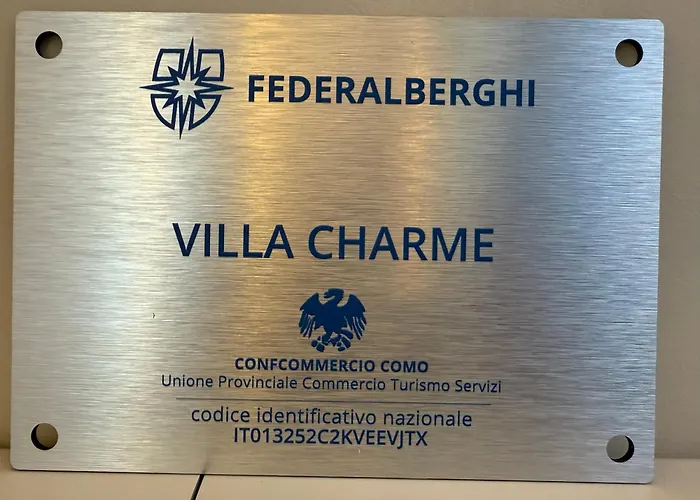 FEDERALBERGHI
VILLA CHARME
CONFCOMMERCIO COMO
Unione Provinciale Commercio Turismo Servizi
codice identificativo nazionale
IT013252C2KVEEVJTX